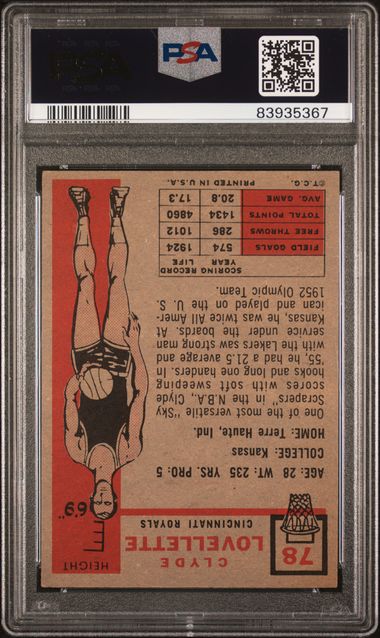 PSA
PSA
83935367
78
CLYDE
LOVELLETTE
CINCINNATI ROYALS
HEIGHT
6'9"
AGE: 28 WT: 235 YRS. PRO: 5
COLLEGE: Kansas
HOME: Terre Haute, Ind.
One of the most versatile "Sky
Scrapers" in the N.B.A., Clyde
scores with soft sweeping
hooks and long one handers. In
'55, he had a 21.5 average and
with the Lakers saw strong man
service under the boards. At
Kansas, he was twice All Amer-
ican and played on the U. S.
1952 Olympic Team.
SCORING RECORD
YEAR LIFE
FIELD GOALS 574 1924
FREE THROWS 286 1012
TOTAL POINTS 1434 4860
AVG. GAME 20.8 17.3
©T.C.G. PRINTED IN U.S.A.